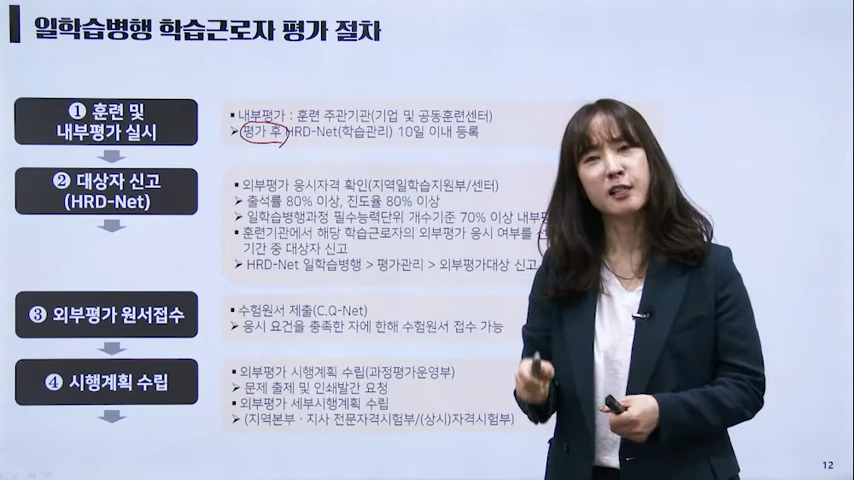 일학습병행 학습근로자 평가 절차
❶ 훈련 및
내부평가 실시
▪ 내부평가 : 훈련 주관기관(기업 및 공동훈련센터)
➢ 평가 후 HRD-Net(학습관리) 10일 이내 등록
❷ 대상자 신고
(HRD-Net)
▪ 외부평가 응시자격 확인(지역일학습지원부/센터)
➢ 출석률 80% 이상, 진도율 80% 이상
➢ 일학습병행과정 필수능력단위 개수기준 70% 이상
▪ 훈련기관에서 해당 학습근로자의 외부평가 응시 여부를
기간 중 대상자 신고
➢ HRD-Net 일학습병행 > 평가관리 > 외부평가대상 신고
❸ 외부평가 원서접수
▪ 수험원서 제출(C.Q-Net)
➢ 응시 요건을 충족한 자에 한해 수험원서 접수 가능
❹ 시행계획 수립
▪ 외부평가 시행계획 수립(과정평가운영부)
➢ 문제 출제 및 인쇄발간 요청
▪ 외부평가 세부시행계획 수립
➢ (지역본부 · 지사 전문자격시험부/(상시)자격시험부)
12